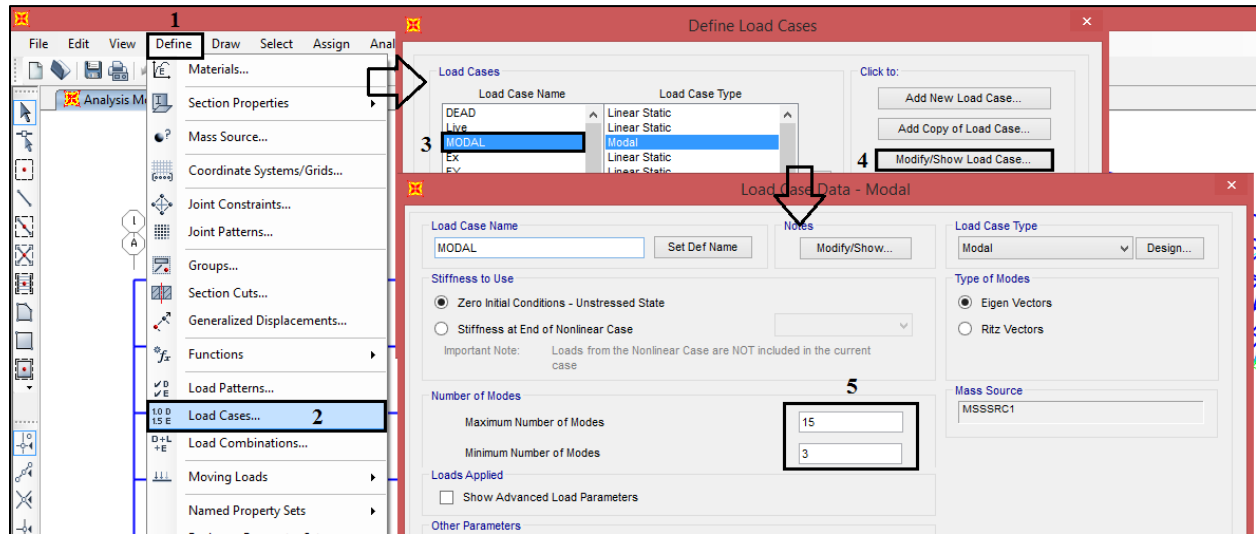 1
File Edit View Define Draw Select Assign Anal
Analysis M
1
A
Materials...
Section Properties
Mass Source...
Coordinate Systems/Grids...
Joint Constraints...
Joint Patterns...
Groups...
Section Cuts...
Generalized Displacements...
Functions
Load Patterns...
Load Cases... 2
Load Combinations...
Moving Loads
Named Property Sets
Define Load Cases
Load Cases
Load Case Name Load Case Type
DEAD Linear Static
Live Linear Static
3 MODAL Modal
Ex Linear Static
EY Linear Static
Click to:
Add New Load Case...
Add Copy of Load Case...
4 Modify/Show Load Case...
Load Case Data - Modal
Load Case Name
MODAL Set Def Name
Notes
Modify/Show...
Load Case Type
Modal Design...
Stiffness to Use
Zero Initial Conditions - Unstressed State
Stiffness at End of Nonlinear Case
Important Note: Loads from the Nonlinear Case are NOT included in the current
case
Type of Modes
Eigen Vectors
Ritz Vectors
Number of Modes
5
Maximum Number of Modes 15
Minimum Number of Modes 3
Mass Source
MSSSRC1
Loads Applied
Show Advanced Load Parameters
Other Parameters